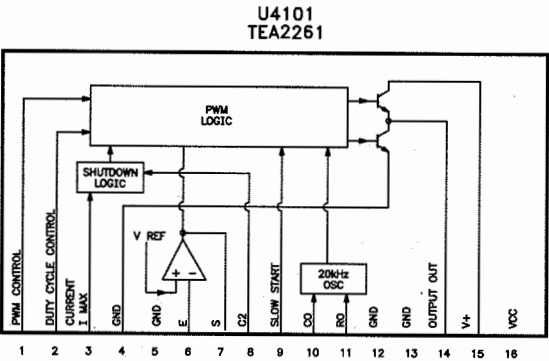 U4101
TEA2261
PWM
LOGIC
SHUTDOWN
LOGIC
V REF
+ −
20kHz
OSC
PWM CONTROL
DUTY CYCLE CONTROL
CURRENT
I MAX
GND
GND
E
S
C2
SLOW START
CO
RO
GND
GND
OUTPUT OUT
V+
VCC
1 2 3 4 5 6 7 8 9 10 11 12 13 14 15 16